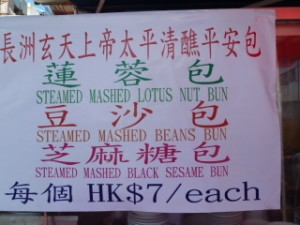 長洲玄天上帝太平清醮平安包
蓮蓉包
STEAMED MASHED LOTUS NUT BUN
豆沙包
STEAMED MASHED BEANS BUN
芝麻糖包
STEAMED MASHED BLACK SESAME BUN
每個 HK$7/each